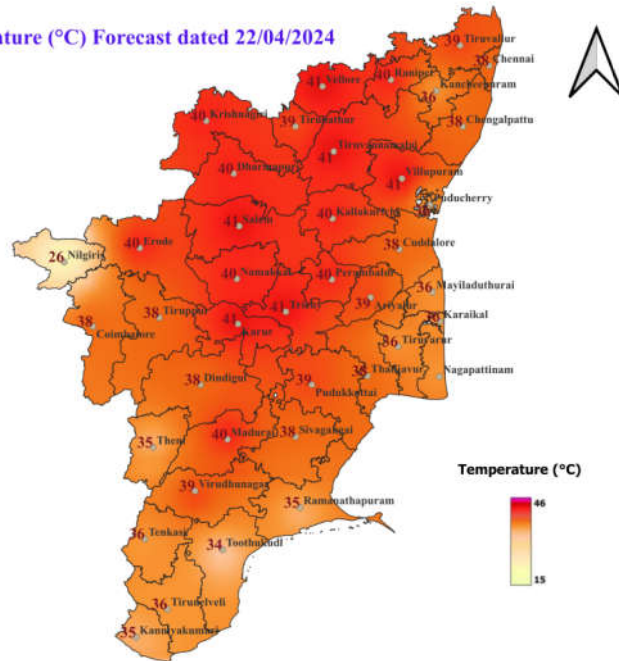 ature (°C) Forecast dated 22/04/2024
39 Tiruvallur
38 Chennai
41 Vellore
40 Ranipet
36 Kancheepuram
40 Krishnagiri
39 Tirupathur
38 Chengalpattu
41 Tiruvannamalai
40 Dharmapuri
41 Villupuram
Puducherry
41 Salem
40 Kallakurichi
38 Cuddalore
40 Erode
26 Nilgiris
40 Namakkal
40 Perambalur
36 Mayiladuthurai
39 Ariyalur
38 Tiruppur
41 Karur
41 Trichy
Karaikal
38 Coimbatore
36 Tiruvarur
Thanjavur
Nagapattinam
38 Dindigul
39 Pudukkottai
40 Madurai
38 Sivagangai
35 Theni
39 Virudhunagar
35 Ramanathapuram
36 Tenkasi
34 Toothukudi
36 Tirunelveli
35 Kanniyakumari
Temperature (°C)
46
15